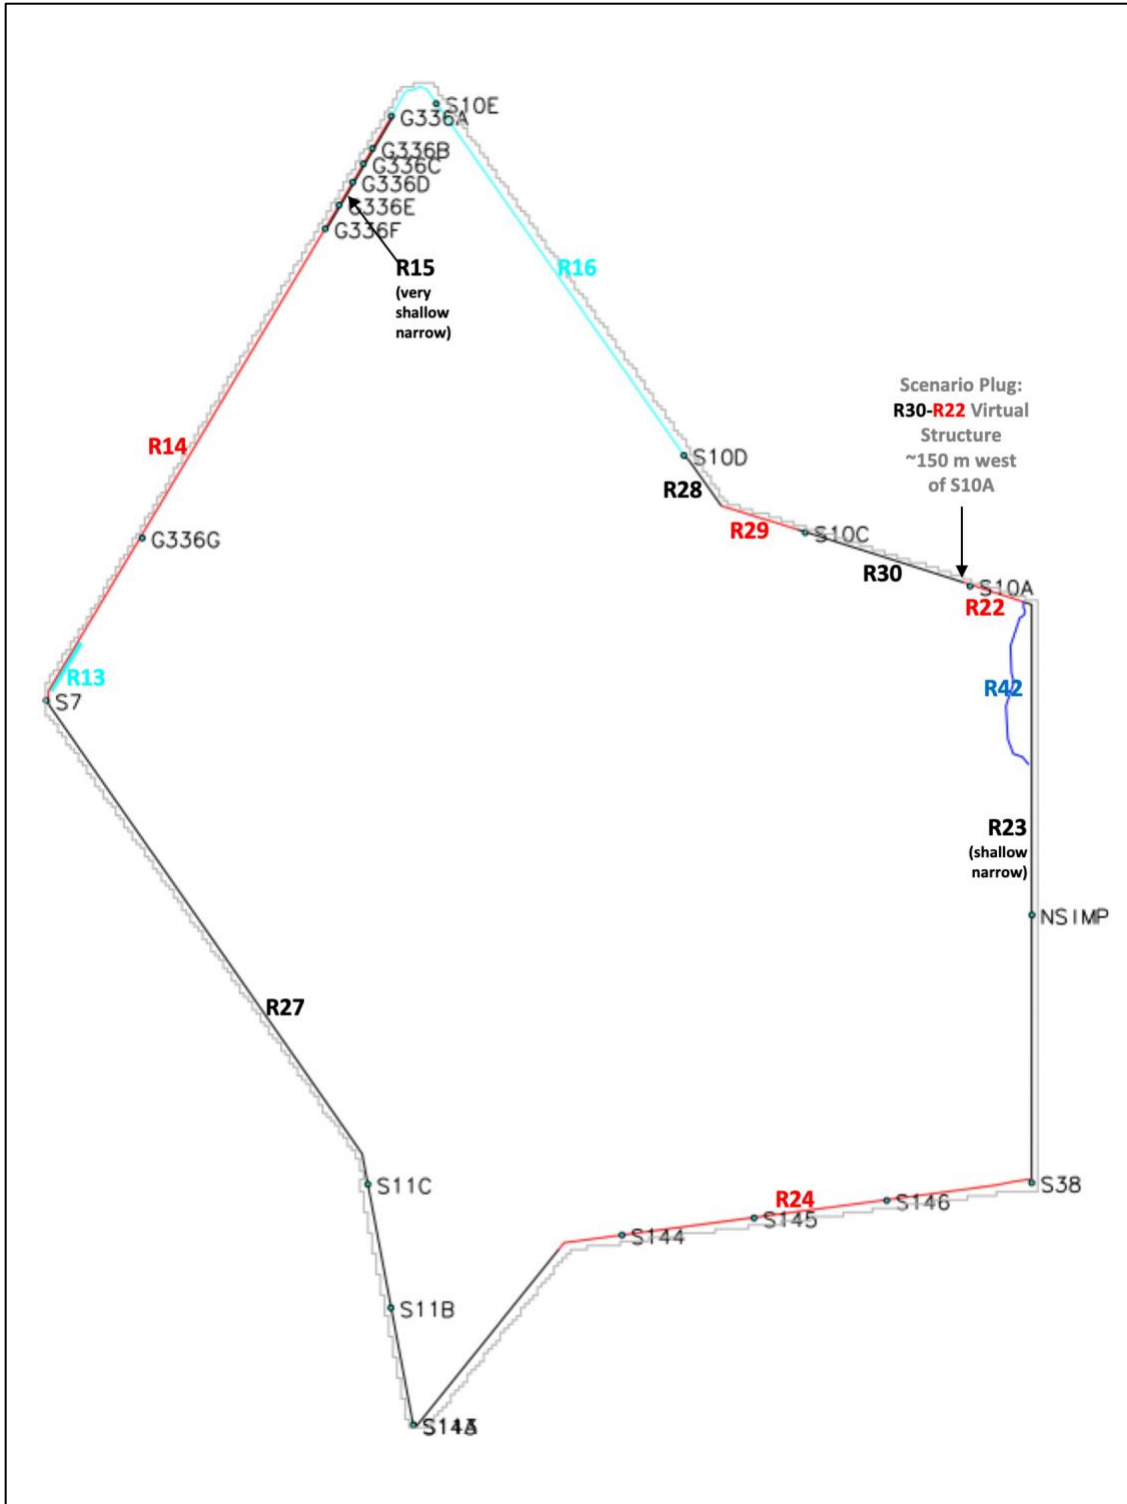 S10E
G336A
G336B
G336C
G336D
G336E
G336F
R15
(very
shallow
narrow)
R16
Scenario Plug:
R30-R22 Virtual
Structure
~150 m west
of S10A
R14
S10D
R28
R29
S10C
G336G
R30
S10A
R22
R13
R42
S7
R23
(shallow
narrow)
NSIMP
R27
S11C
S38
R24
S146
S145
S144
S11B